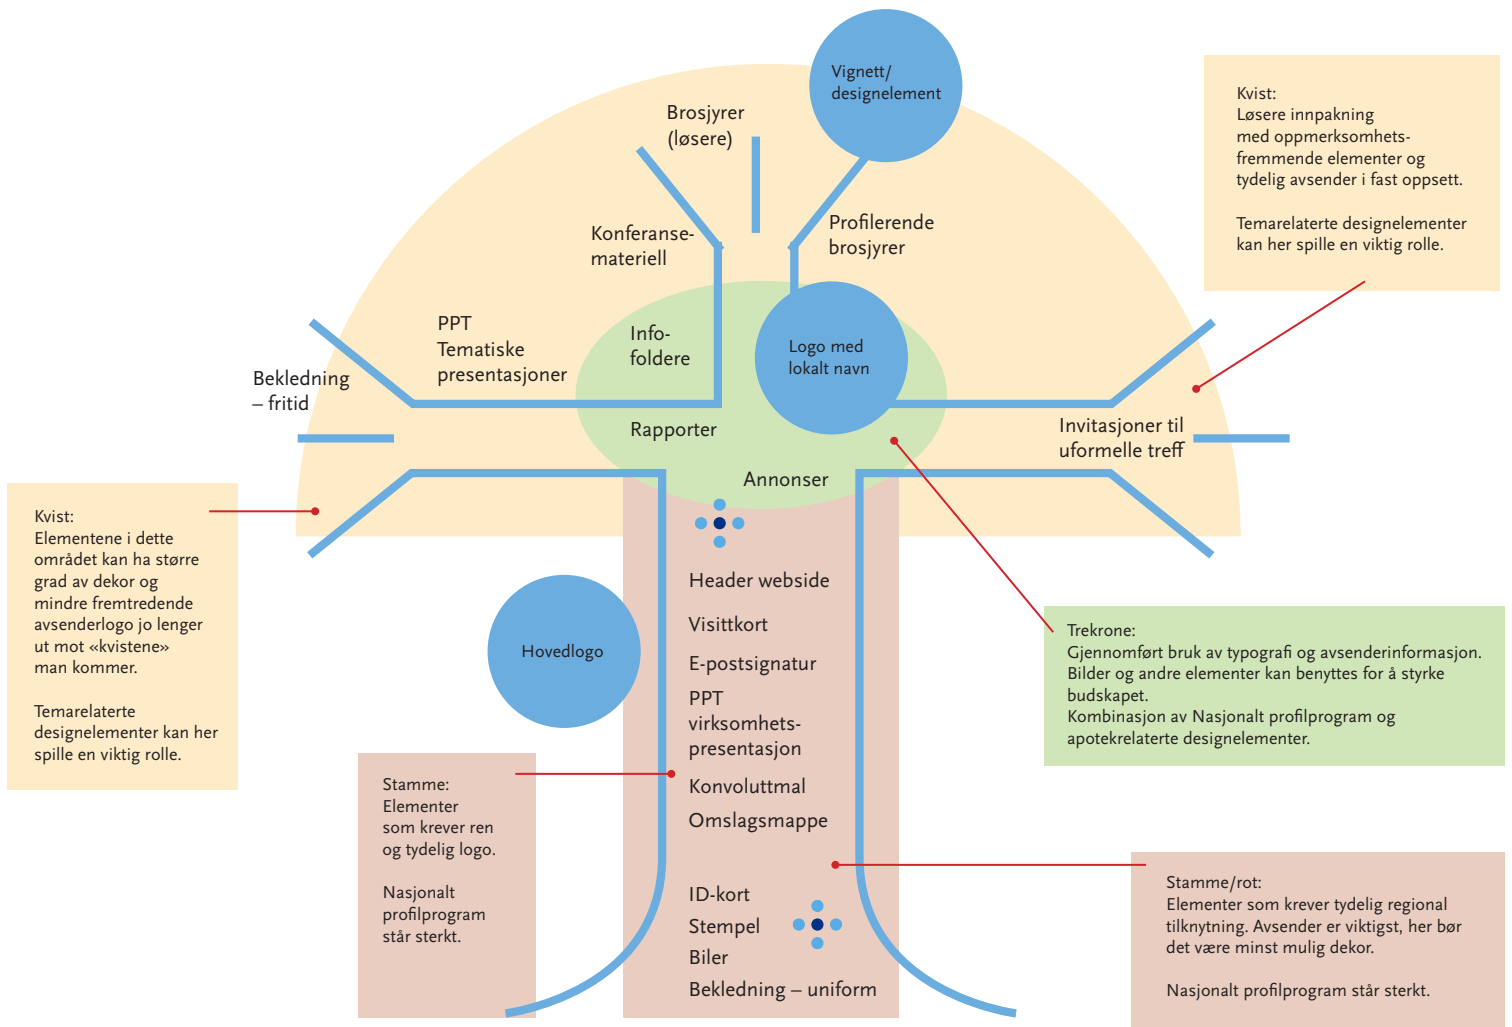 Vignett/
designelement
Brosjyrer
(løsere)
Kvist:
Løsere innpakning
med oppmerksomhets-
fremmende elementer og
tydelig avsender i fast oppsett.
Temarelaterte designelementer
kan her spille en viktig rolle.
Konferanse-
materiell
Profilerende
brosjyrer
PPT
Tematiske
presentasjoner
Info-
foldere
Logo med
lokalt navn
Bekledning
– fritid
Rapporter
Invitasjoner til
uformelle treff
Annonser
Kvist:
Elementene i dette
området kan ha større
grad av dekor og
mindre fremtredende
avsenderlogo jo lenger
ut mot «kvistene»
man kommer.
Temarelaterte
designelementer kan her
spille en viktig rolle.
Header webside
Visittkort
E-postsignatur
PPT
virksomhets-
presentasjon
Konvoluttmal
Omslagsmappe
Hovedlogo
Trekrone:
Gjennomført bruk av typografi og avsenderinformasjon.
Bilder og andre elementer kan benyttes for å styrke
budskapet.
Kombinasjon av Nasjonalt profilprogram og
apotekrelaterte designelementer.
Stamme:
Elementer
som krever ren
og tydelig logo.
Nasjonalt
profilprogram
står sterkt.
ID-kort
Stempel
Biler
Bekledning – uniform
Stamme/rot:
Elementer som krever tydelig regional
tilknytning. Avsender er viktigst, her bør
det være minst mulig dekor.
Nasjonalt profilprogram står sterkt.